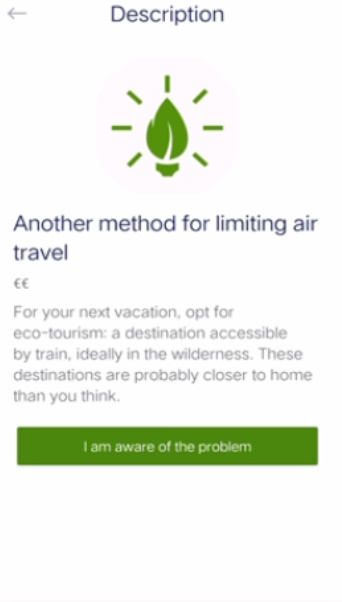 Description
Another method for limiting air
travel
€€
For your next vacation, opt for
eco-tourism: a destination accessible
by train, ideally in the wilderness. These
destinations are probably closer to home
than you think.
I am aware of the problem